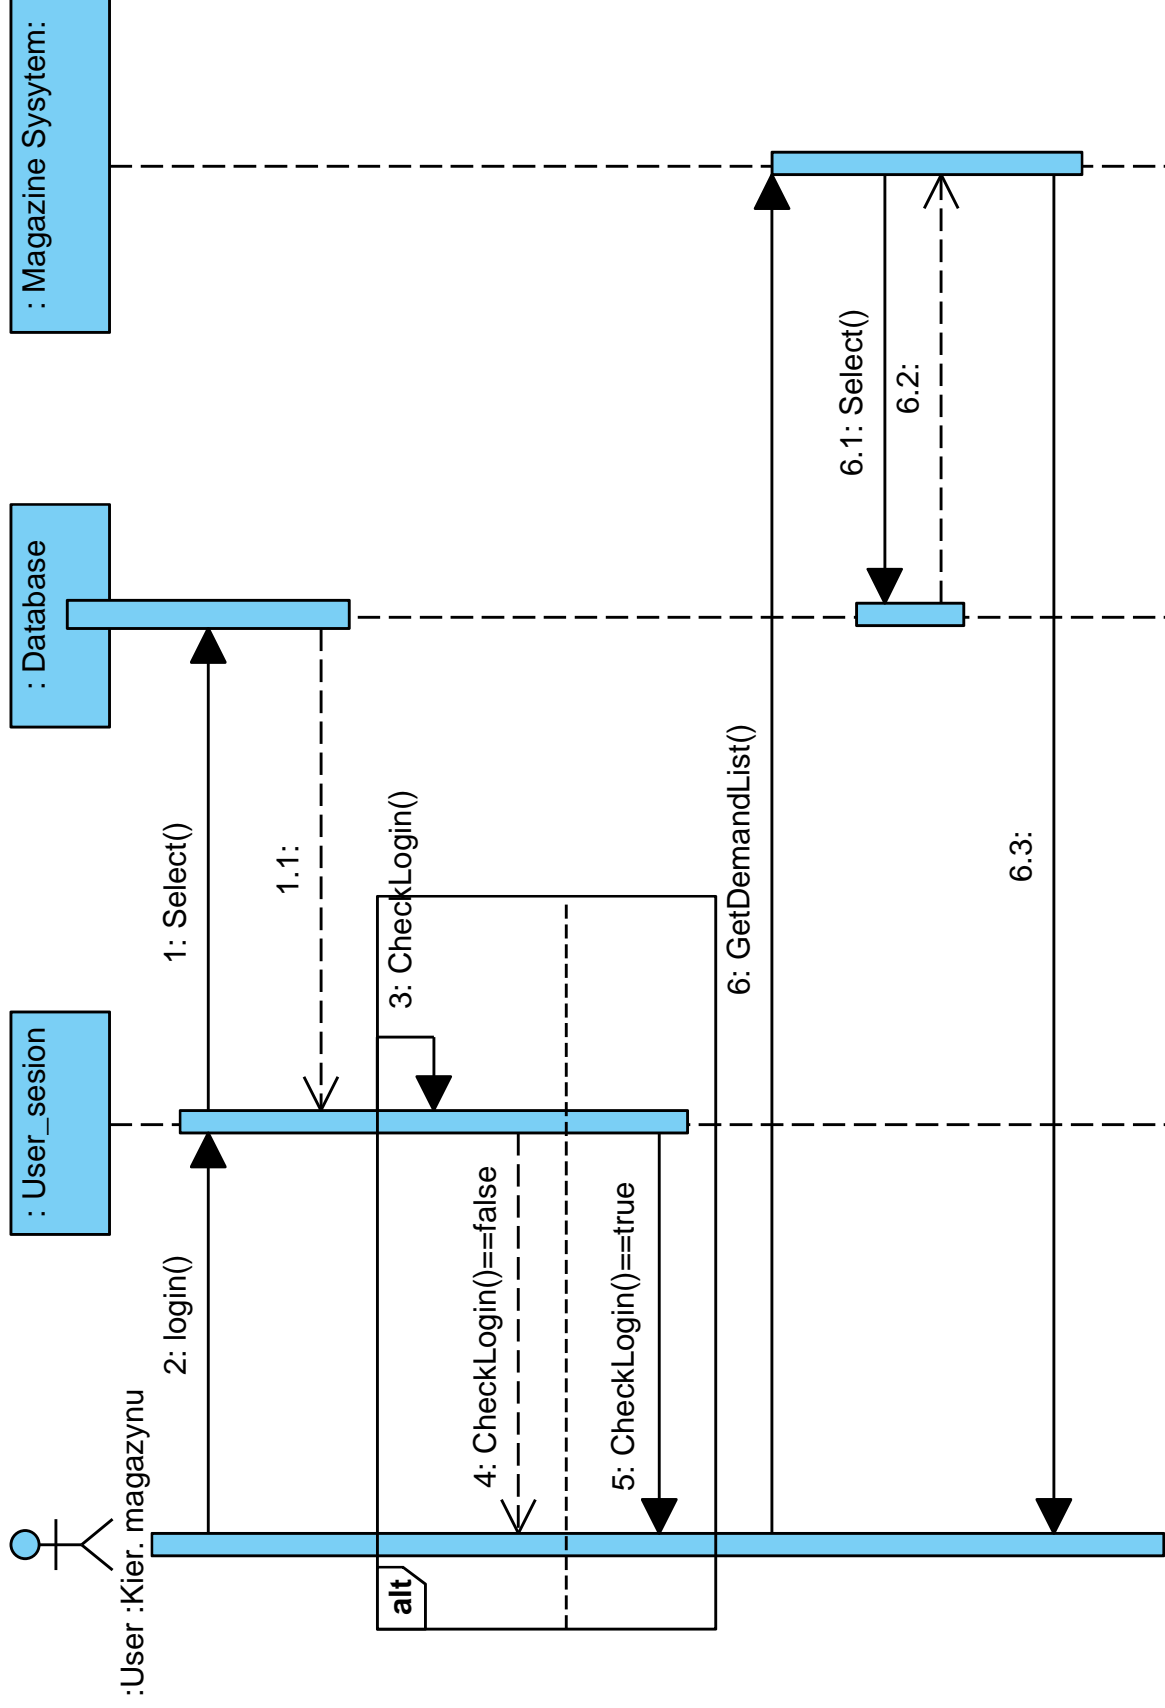 :User :Kier. magazynu
: User_sesion
: Database
: Magazine Sysytem:
2: login()
1: Select()
1.1:
alt
3: CheckLogin()
4: CheckLogin()==false
5: CheckLogin()==true
6: GetDemandList()
6.1: Select()
6.2:
6.3: